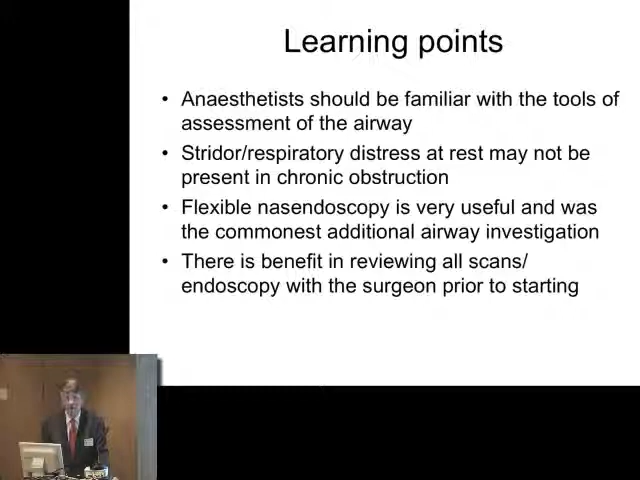 Learning points
• Anaesthetists should be familiar with the tools of
assessment of the airway
• Stridor/respiratory distress at rest may not be
present in chronic obstruction
• Flexible nasendoscopy is very useful and was
the commonest additional airway investigation
• There is benefit in reviewing all scans/
endoscopy with the surgeon prior to starting